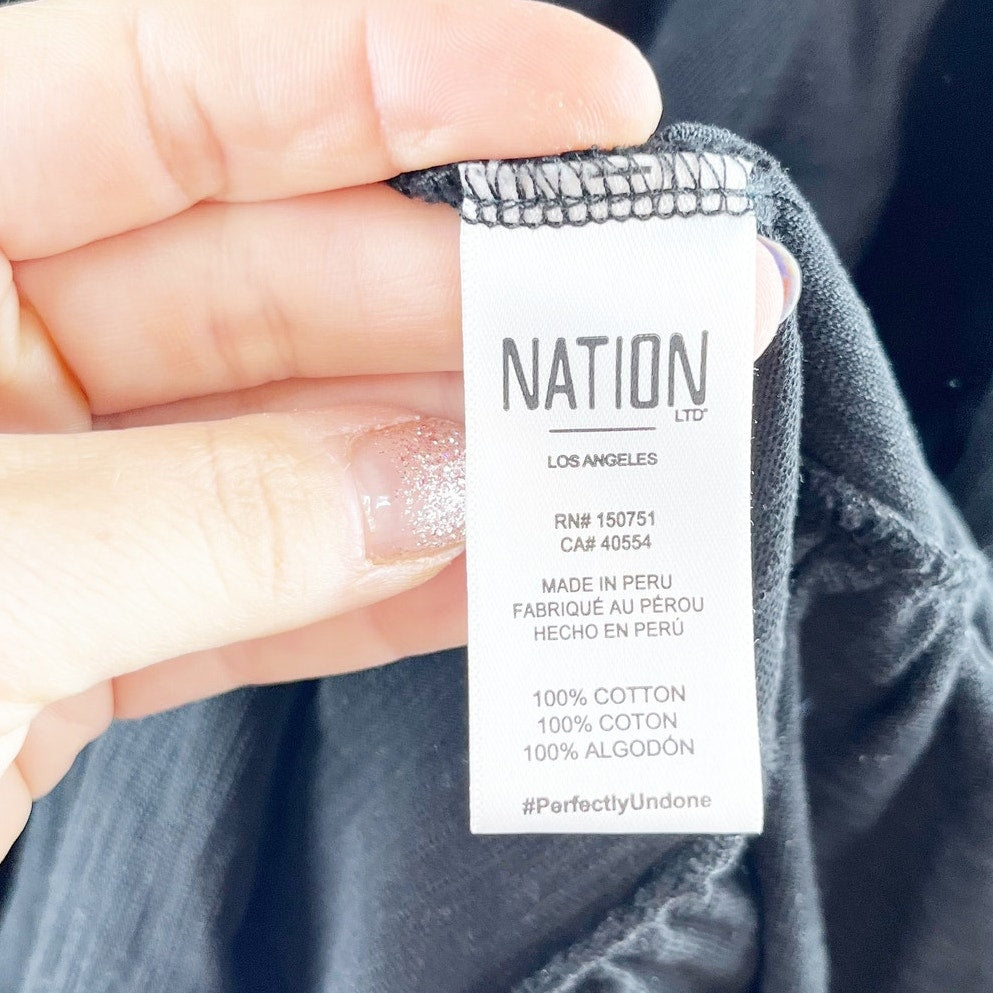 NATION
LTD
LOS ANGELES
RN# 150751
CA# 40554
MADE IN PERU
FABRIQUÉ AU PÉROU
HECHO EN PERÚ
100% COTTON
100% COTON
100% ALGODÓN
#PerfectlyUndone